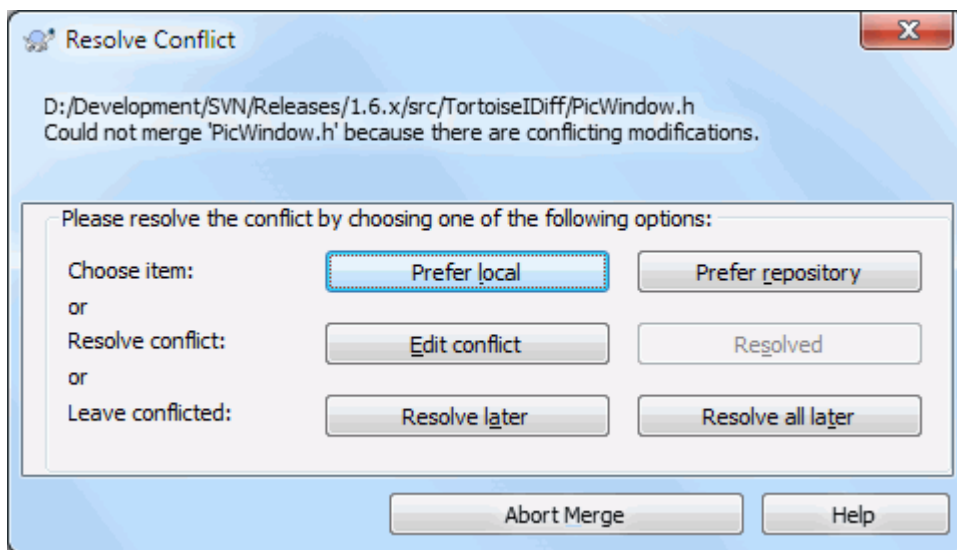 Resolve Conflict
D:/Development/SVN/Releases/1.6.x/src/TortoiseIDiff/PicWindow.h
Could not merge 'PicWindow.h' because there are conflicting modifications.
Please resolve the conflict by choosing one of the following options:
Choose item: Prefer local Prefer repository
or
Resolve conflict: Edit conflict Resolved
or
Leave conflicted: Resolve later Resolve all later
Abort Merge Help